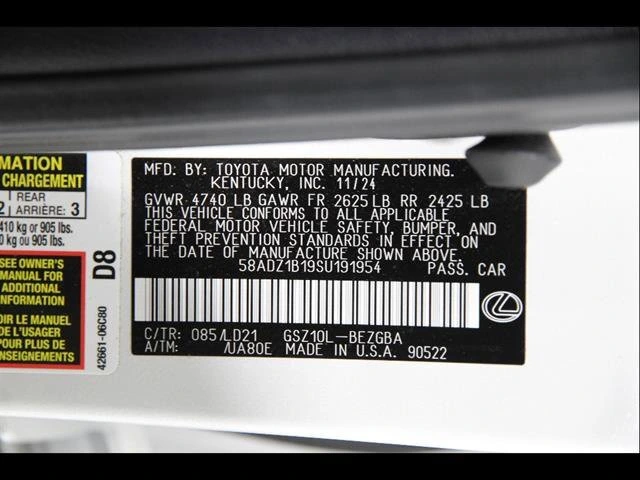 MFD. BY: TOYOTA MOTOR MANUFACTURING.
KENTUCKY, INC. 11/24
GVWR 4740 LB GAWR FR 2625 LB RR 2425 LB
THIS VEHICLE CONFORMS TO ALL APPLICABLE
FEDERAL MOTOR VEHICLE SAFETY, BUMPER, AND
THEFT PREVENTION STANDARDS IN EFFECT ON
THE DATE OF MANUFACTURE SHOWN ABOVE.
58ADZ1B19SU191954 PASS. CAR
C/TR: 085/LD21 GSZ10L-BEZGBA
A/TM: /UA80E MADE IN U.S.A. 90522
MATION
CHARGEMENT
2 REAR
ARRIÈRE: 3
410 kg or 905 lbs.
0 kg ou 905 lb.
SEE OWNER'S
MANUAL FOR
ADDITIONAL
INFORMATION
OIR LE MANUEL
DE L'USAGER
POUR PLUS DE
ENSEIGNEMENTS
D8
42661-06C80